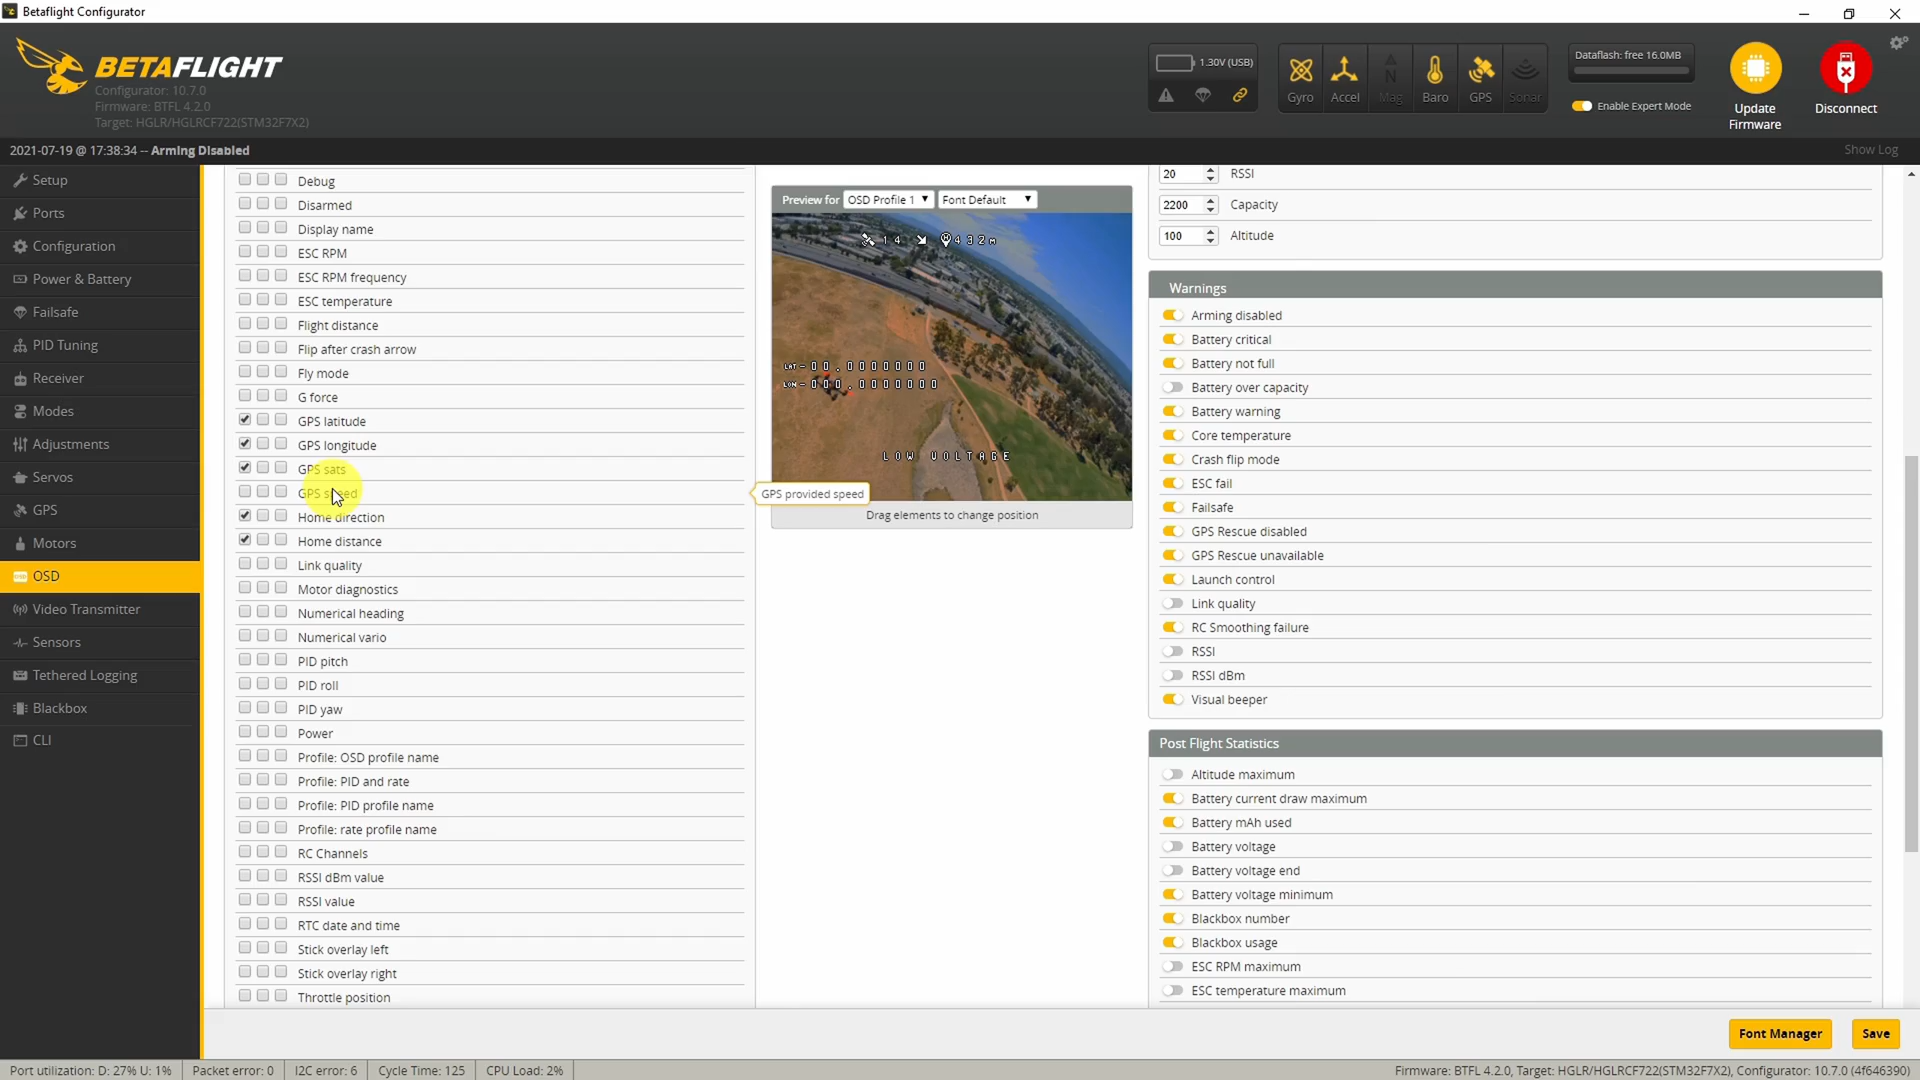 Betaflight Configurator
BETAFLIGHT
Configurator: 10.7.0
Firmware: BTFL 4.2.0
Target: HGLR/HGLRCF722(STM32F7X2)
1.30V (USB)
Gyro
Accel
Mag
Baro
GPS
Sonar
Dataflash: free 16.0MB
Enable Expert Mode
Update
Firmware
Disconnect
2021-07-19 @ 17:38:34 -- Arming Disabled
Show Log
Setup
Ports
Configuration
Power & Battery
Failsafe
PID Tuning
Receiver
Modes
Adjustments
Servos
GPS
Motors
OSD
Video Transmitter
Sensors
Tethered Logging
Blackbox
CLI
Debug
Disarmed
Display name
ESC RPM
ESC RPM frequency
ESC temperature
Flight distance
Flip after crash arrow
Fly mode
G force
GPS latitude
GPS longitude
GPS sats
GPS speed
Home direction
Home distance
Link quality
Motor diagnostics
Numerical heading
Numerical vario
PID pitch
PID roll
PID yaw
Power
Profile: OSD profile name
Profile: PID and rate
Profile: PID profile name
Profile: rate profile name
RC Channels
RSSI dBm value
RSSI value
RTC date and time
Stick overlay left
Stick overlay right
Throttle position
GPS provided speed
Preview for OSD Profile 1 Font Default
14 432m
LAT-00.0000000
LON-000.0000000
LOW VOLTAGE
Drag elements to change position
20 RSSI
2200 Capacity
100 Altitude
Warnings
Arming disabled
Battery critical
Battery not full
Battery over capacity
Battery warning
Core temperature
Crash flip mode
ESC fail
Failsafe
GPS Rescue disabled
GPS Rescue unavailable
Launch control
Link quality
RC Smoothing failure
RSSI
RSSI dBm
Visual beeper
Post Flight Statistics
Altitude maximum
Battery current draw maximum
Battery mAh used
Battery voltage
Battery voltage end
Battery voltage minimum
Blackbox number
Blackbox usage
ESC RPM maximum
ESC temperature maximum
Font Manager
Save
Port utilization: D: 27% U: 1%
Packet error: 0
I2C error: 6
Cycle Time: 125
CPU Load: 2%
Firmware: BTFL 4.2.0, Target: HGLR/HGLRCF722(STM32F7X2), Configurator: 10.7.0 (4f646390)